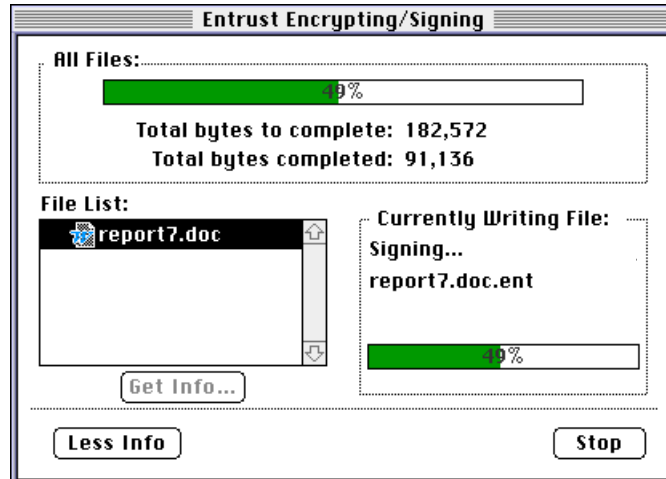 Entrust Encrypting/Signing
All Files:
49%
Total bytes to complete: 182,572
Total bytes completed: 91,136
File List:
report7.doc
Get Info...
Currently Writing File:
Signing...
report7.doc.ent
49%
Less Info
Stop